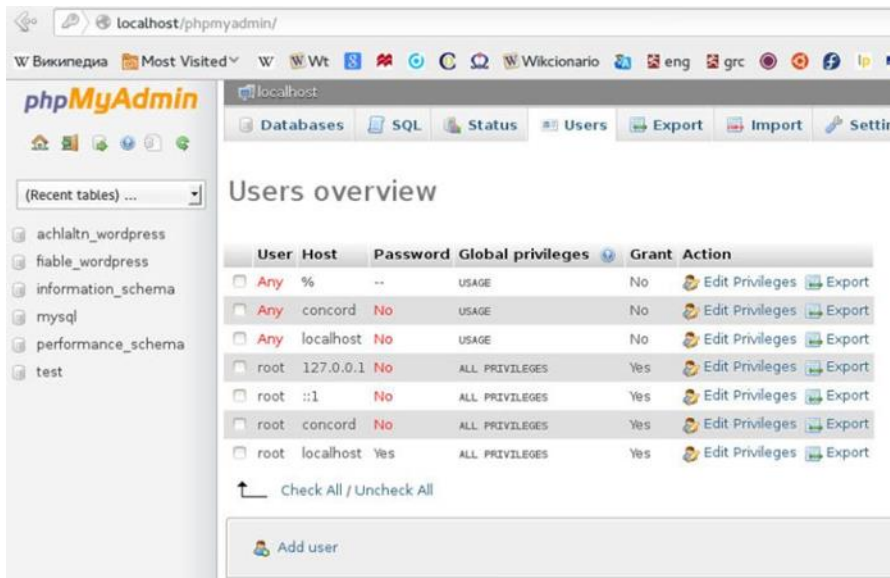 localhost/phpmyadmin/
W Википедиа Most Visited W W Wt 8 W Wikcionario eng grc lp
phpMyAdmin
localhost
Databases SQL Status Users Export Import Settin
(Recent tables) ...
achlaltn_wordpress
fiable_wordpress
information_schema
mysql
performance_schema
test
Users overview
User Host Password Global privileges Grant Action
Any % -- USAGE No Edit Privileges Export
Any concord No USAGE No Edit Privileges Export
Any localhost No USAGE No Edit Privileges Export
root 127.0.0.1 No ALL PRIVILEGES Yes Edit Privileges Export
root ::1 No ALL PRIVILEGES Yes Edit Privileges Export
root concord No ALL PRIVILEGES Yes Edit Privileges Export
root localhost Yes ALL PRIVILEGES Yes Edit Privileges Export
Check All / Uncheck All
Add user